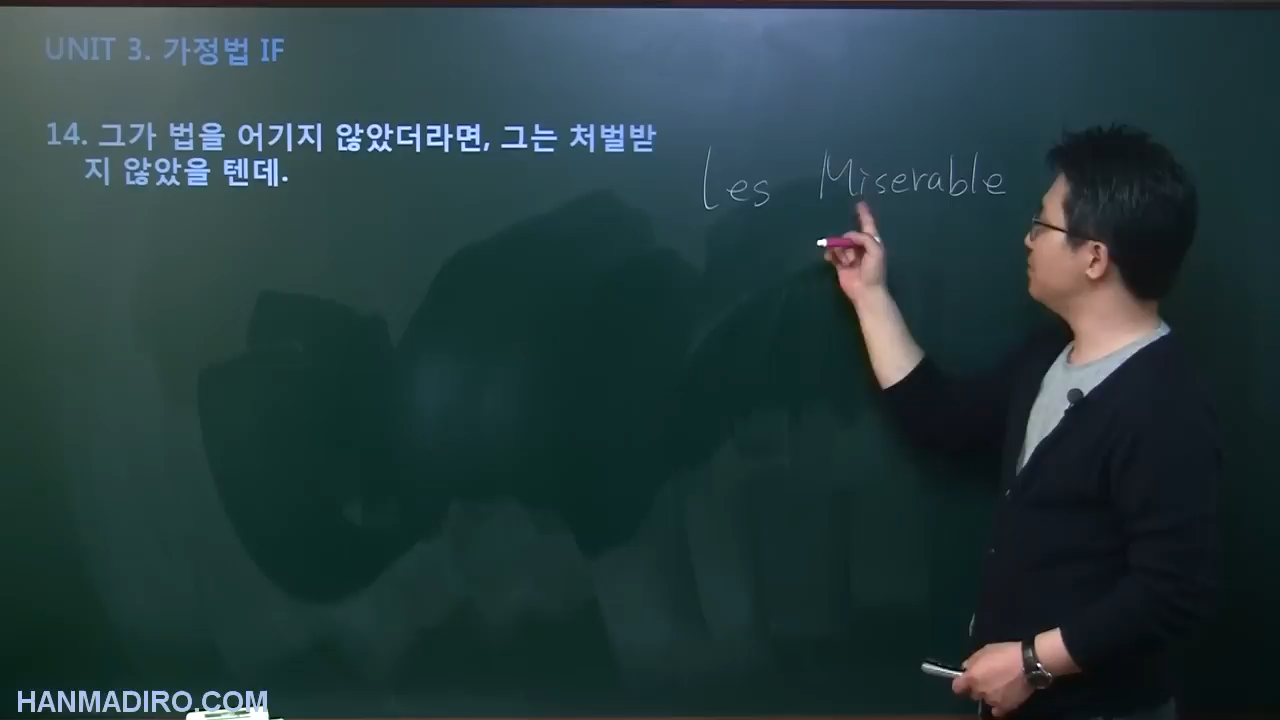 UNIT 3. 가정법 IF
14. 그가 법을 어기지 않았더라면, 그는 처벌받
지 않았을 텐데.
Les Miserable
HANMADIRO.COM